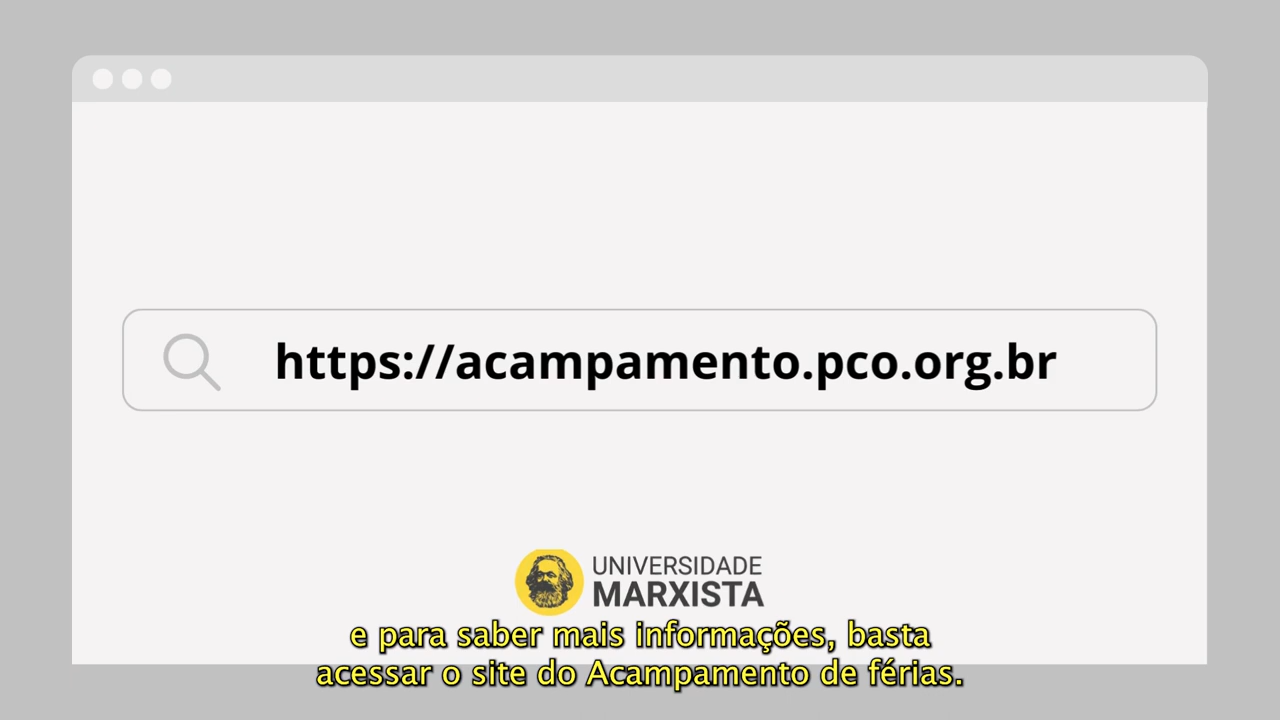 https://acampamento.pco.org.br
UNIVERSIDADE
MARXISTA
e para saber mais informações, basta
acessar o site do Acampamento de férias.